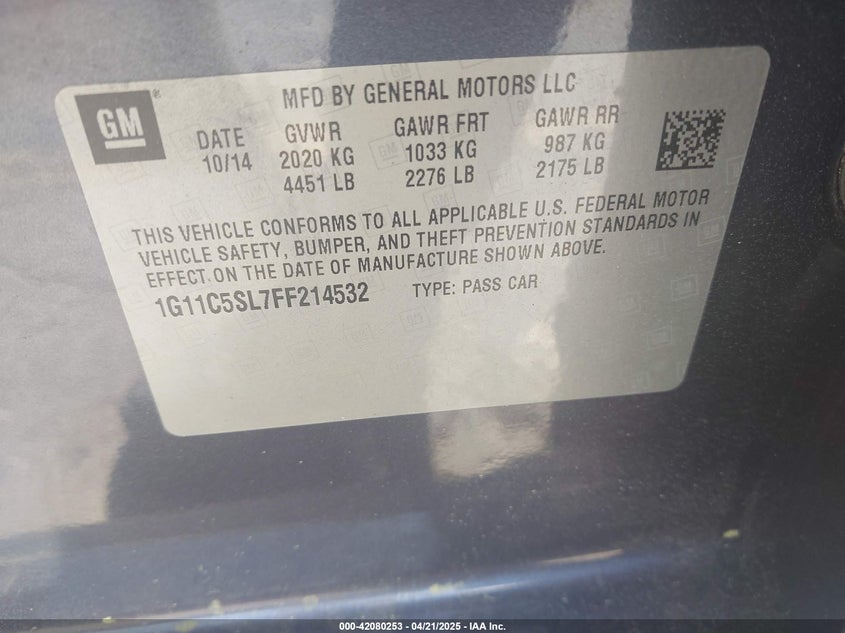 GM®
MFD BY GENERAL MOTORS LLC
DATE GVWR GAWR FRT GAWR RR
10/14 2020 KG 1033 KG 987 KG
4451 LB 2276 LB 2175 LB
THIS VEHICLE CONFORMS TO ALL APPLICABLE U.S. FEDERAL MOTOR
VEHICLE SAFETY, BUMPER, AND THEFT PREVENTION STANDARDS IN
EFFECT ON THE DATE OF MANUFACTURE SHOWN ABOVE.
1G11C5SL7FF214532 TYPE: PASS CAR
000-42080253 - 04/21/2025 - IAA Inc.